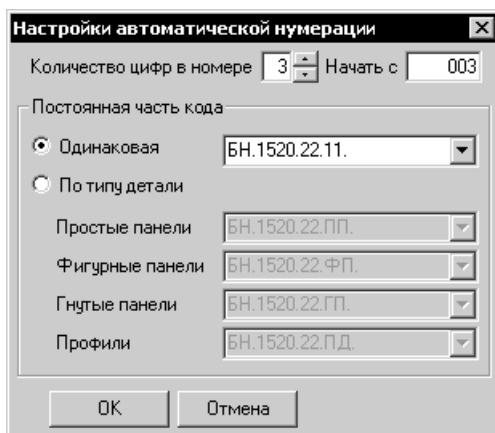 Настройки автоматической нумерации
Количество цифр в номере 3 Начать с 003
Постоянная часть кода
Одинаковая БН.1520.22.11.
По типу детали
Простые панели БН.1520.22.ПП.
Фигурные панели БН.1520.22.ФП.
Гнутые панели БН.1520.22.ГП.
Профили БН.1520.22.ПД.
OK Отмена